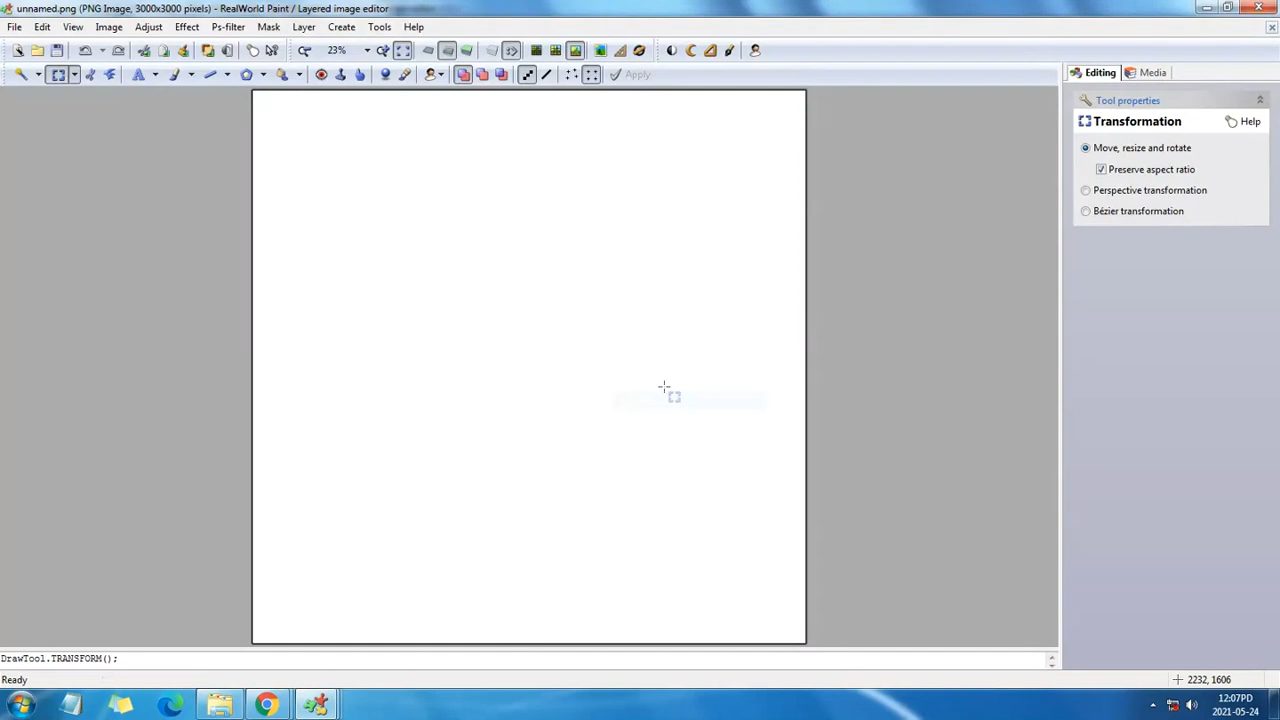 unnamed.png (PNG Image, 3000x3000 pixels) - RealWorld Paint / Layered image editor
File Edit View Image Adjust Effect Ps-filter Mask Layer Create Tools Help
23%
Apply
Editing Media
Tool properties
Transformation Help
Move, resize and rotate
Preserve aspect ratio
Perspective transformation
Bézier transformation
DrawTool.TRANSFORM();
Ready
2232, 1606
12:07PD
2021-05-24